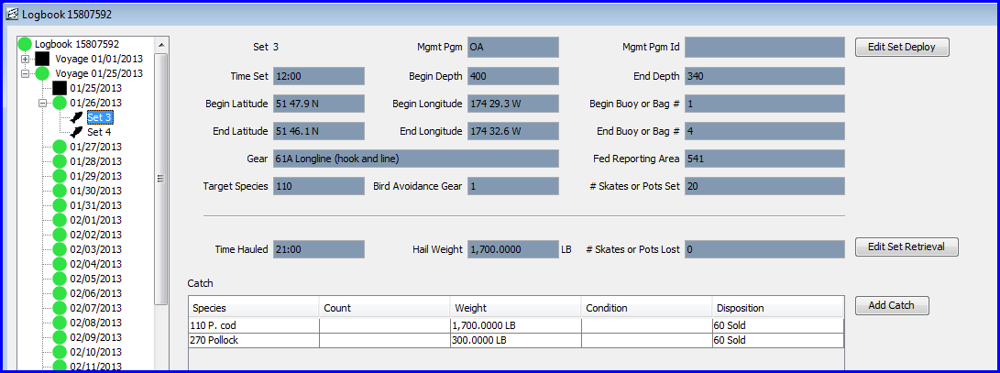 Logbook 15807592
Logbook 15807592
Voyage 01/01/2013
Voyage 01/25/2013
01/25/2013
01/26/2013
Set 3
Set 4
01/27/2013
01/28/2013
01/29/2013
01/30/2013
01/31/2013
02/01/2013
02/02/2013
02/03/2013
02/04/2013
02/05/2013
02/06/2013
02/07/2013
02/08/2013
02/09/2013
02/10/2013
02/11/2013
Set 3 Mgmt Pgm OA Mgmt Pgm Id Edit Set Deploy
Time Set 12:00 Begin Depth 400 End Depth 340
Begin Latitude 51 47.9 N Begin Longitude 174 29.3 W Begin Buoy or Bag # 1
End Latitude 51 46.1 N End Longitude 174 32.6 W End Buoy or Bag # 4
Gear 61A Longline (hook and line) Fed Reporting Area 541
Target Species 110 Bird Avoidance Gear 1 # Skates or Pots Set 20
Time Hauled 21:00 Hail Weight 1,700.0000 LB # Skates or Pots Lost 0 Edit Set Retrieval
Catch
Species Count Weight Condition Disposition Add Catch
110 P. cod 1,700.0000 LB 60 Sold
270 Pollock 300.0000 LB 60 Sold